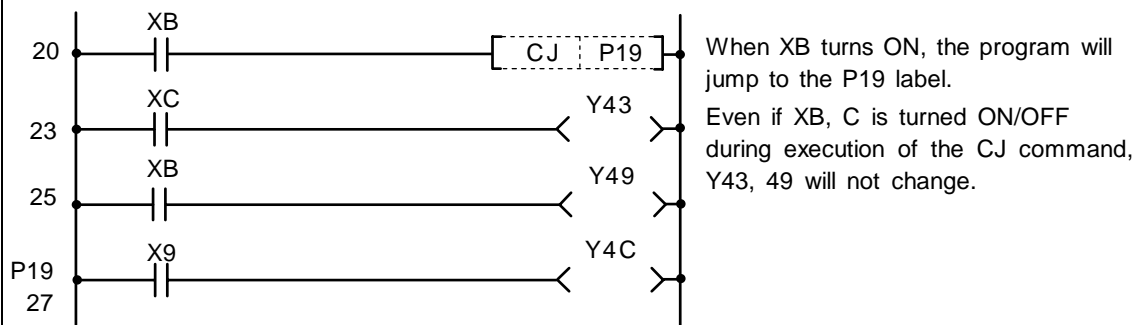 XB
20 CJ P19
When XB turns ON, the program will
jump to the P19 label.
XC
23 Y43
Even if XB, C is turned ON/OFF
during execution of the CJ command,
Y43, 49 will not change.
XB
25 Y49
X9
P19 Y4C
27